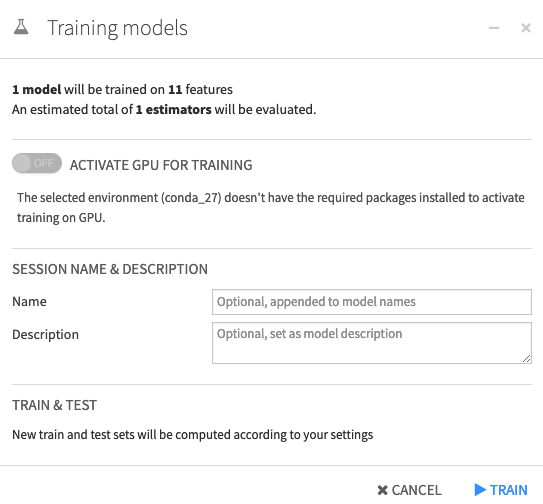 Training models
1 model will be trained on 11 features
An estimated total of 1 estimators will be evaluated.
OFF ACTIVATE GPU FOR TRAINING
The selected environment (conda_27) doesn't have the required packages installed to activate
training on GPU.
SESSION NAME & DESCRIPTION
Name Optional, appended to model names
Description Optional, set as model description
TRAIN & TEST
New train and test sets will be computed according to your settings
CANCEL TRAIN